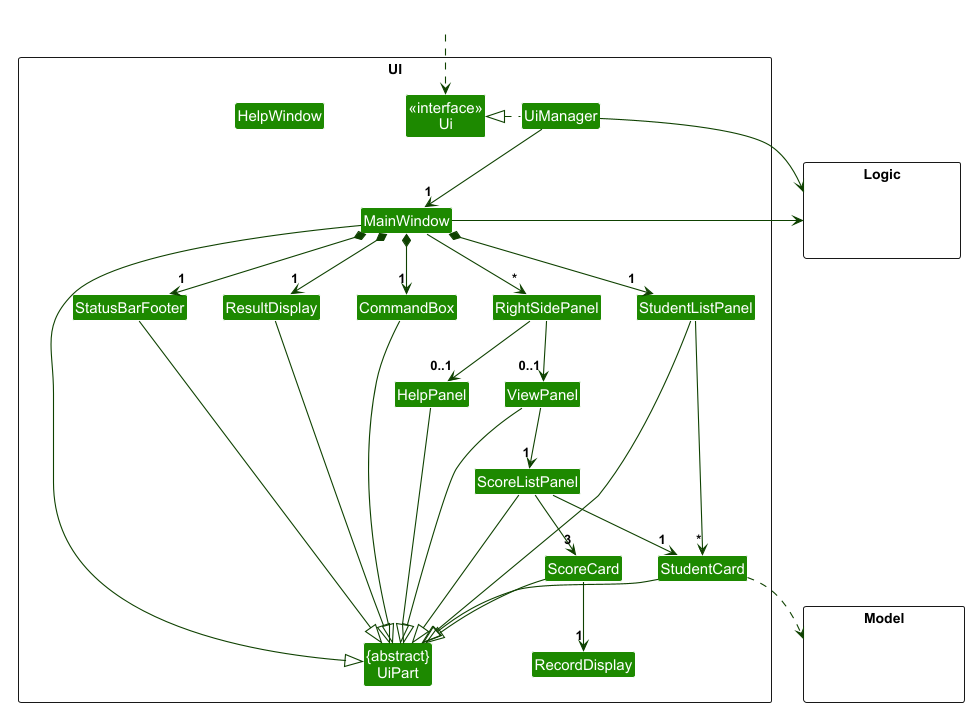 UI
HelpWindow
«interface»
Ui
UiManager
Logic
1
MainWindow
1
1
1
*
1
StatusBarFooter
ResultDisplay
CommandBox
RightSidePanel
StudentListPanel
0..1
0..1
HelpPanel
ViewPanel
1
ScoreListPanel
3
1
*
ScoreCard
StudentCard
Model
1
{abstract}
UiPart
RecordDisplay